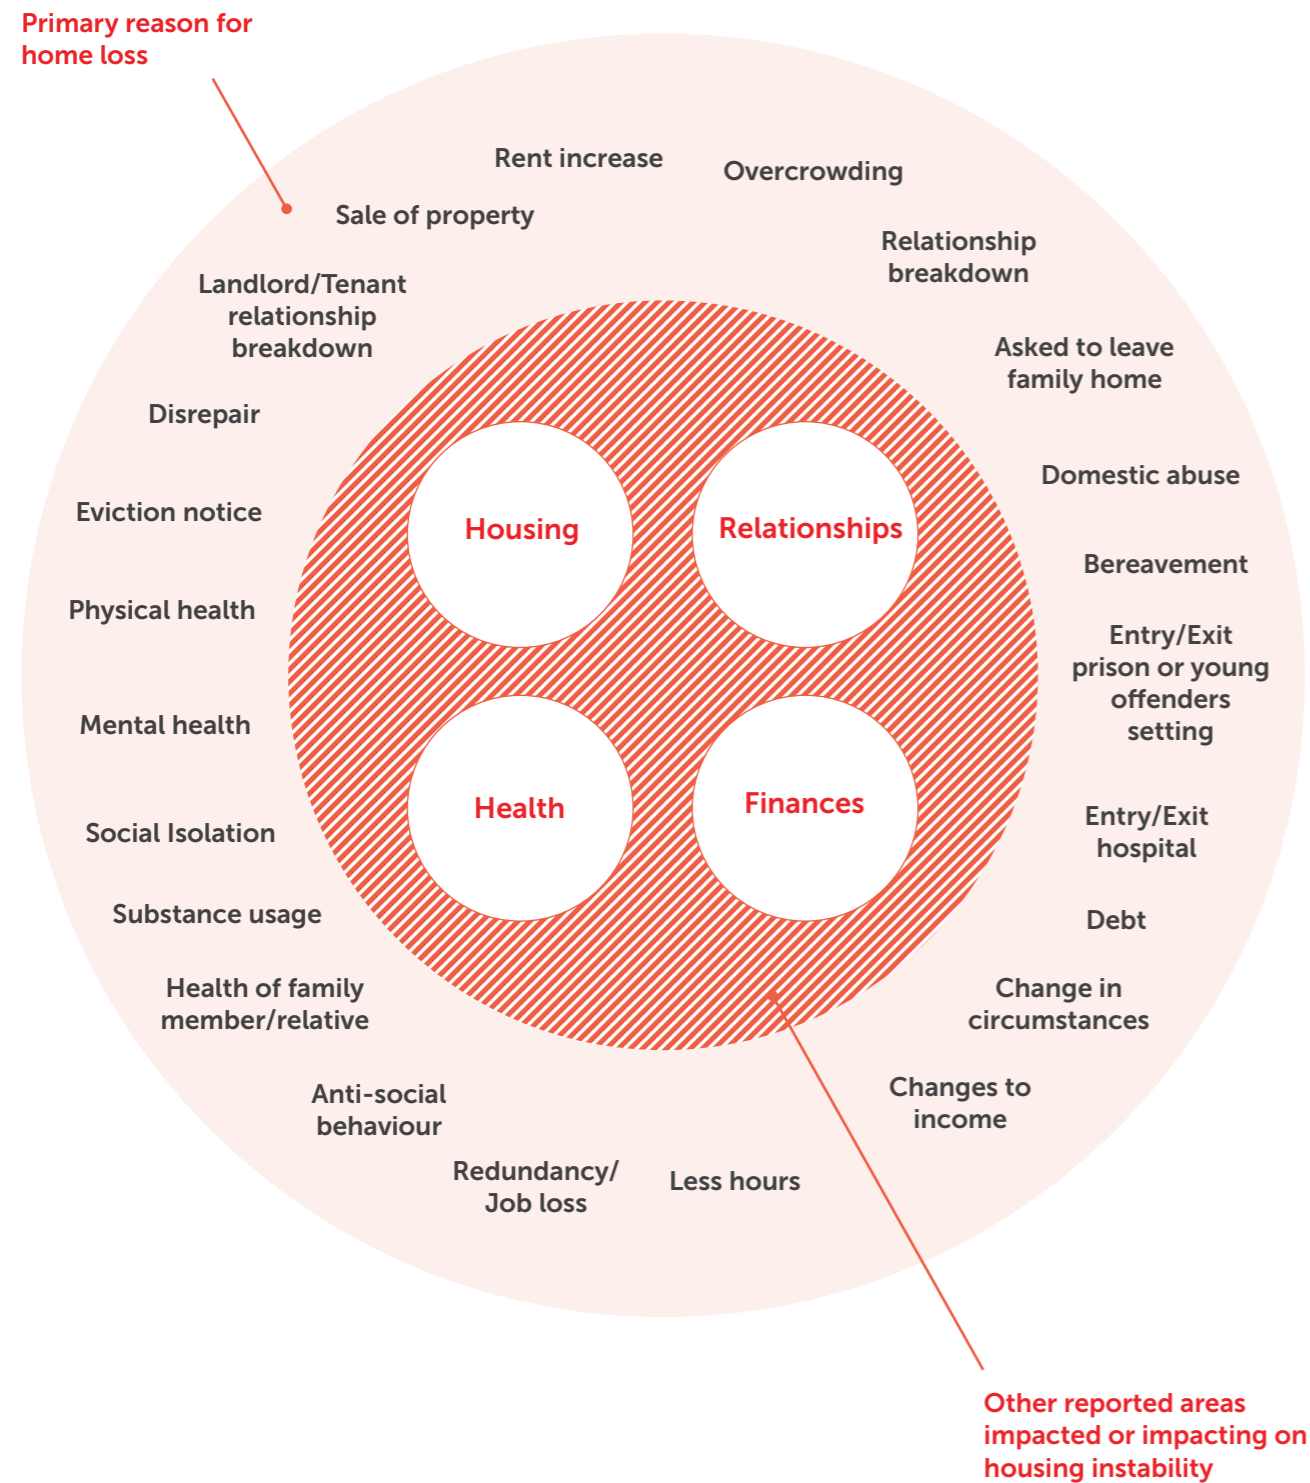 Primary reason for
home loss
Rent increase
Overcrowding
Sale of property
Relationship
breakdown
Landlord/Tenant
relationship
breakdown
Asked to leave
family home
Disrepair
Domestic abuse
Eviction notice
Housing
Relationships
Bereavement
Physical health
Entry/Exit
prison or young
offenders
setting
Mental health
Health
Finances
Entry/Exit
hospital
Social Isolation
Substance usage
Debt
Health of family
member/relative
Change in
circumstances
Anti-social
behaviour
Changes to
income
Redundancy/
Job loss
Less hours
Other reported areas
impacted or impacting on
housing instability